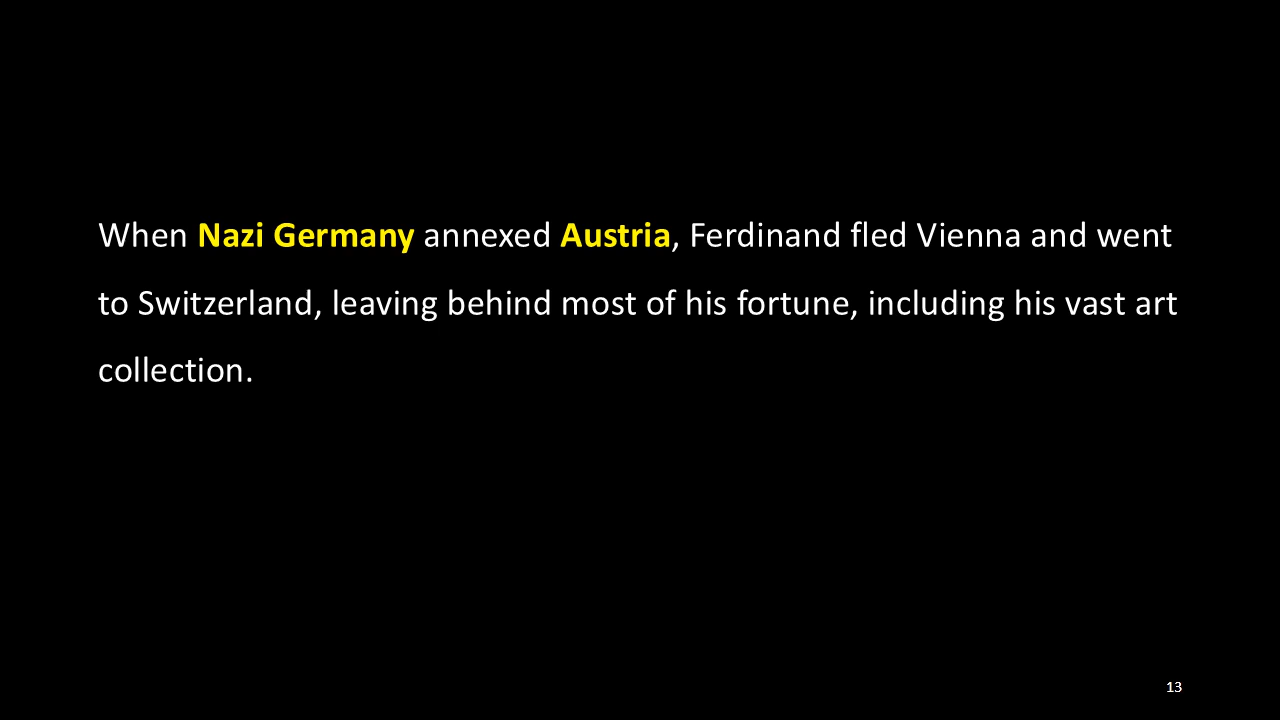 When Nazi Germany annexed Austria, Ferdinand fled Vienna and went
to Switzerland, leaving behind most of his fortune, including his vast art
collection.
13